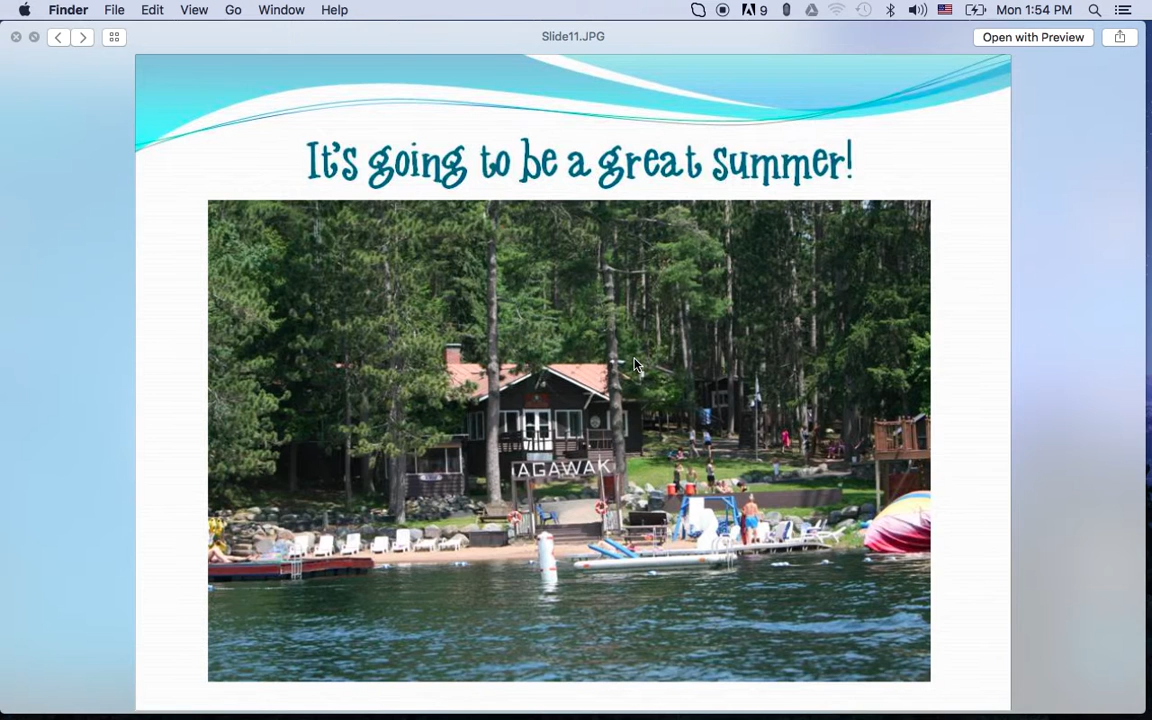 Finder File Edit View Go Window Help 9 Mon 1:54 PM
Slide11.JPG
Open with Preview
It's going to be a great summer!
AGAWAK